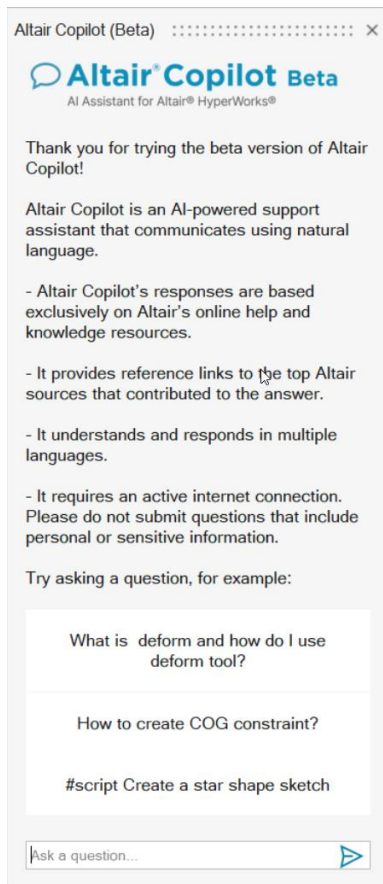 Altair Copilot (Beta)
Altair® Copilot Beta
AI Assistant for Altair® HyperWorks®
Thank you for trying the beta version of Altair
Copilot!
Altair Copilot is an AI-powered support
assistant that communicates using natural
language.
- Altair Copilot's responses are based
exclusively on Altair's online help and
knowledge resources.
- It provides reference links to the top Altair
sources that contributed to the answer.
- It understands and responds in multiple
languages.
- It requires an active internet connection.
Please do not submit questions that include
personal or sensitive information.
Try asking a question, for example:
What is  deform and how do I use
deform tool?
How to create COG constraint?
#script Create a star shape sketch
Ask a question...